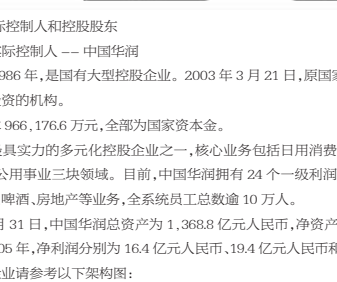 际控制人和控股股东
实际控制人 –– 中国华润
986 年，是国有大型控股企业。2003 年 3 月 21 日，原国家
资的机构。
966,176.6 万元，全部为国家资本金。
具实力的多元化控股企业之一，核心业务包括日用消费
公用事业三块领域。目前，中国华润拥有 24 个一级利润
啤酒、房地产等业务，全系统员工总数逾 10 万人。
月 31 日，中国华润总资产为 1,368.8 亿元人民币，净资产
05 年，净利润分别为 16.4 亿元人民币、19.4 亿元人民币和
业请参考以下架构图：